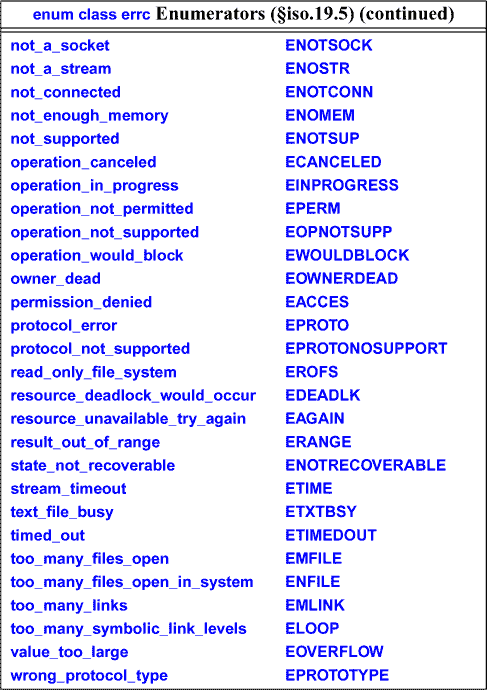 enum class errc Enumerators (§iso.19.5) (continued)
not_a_socket ENOTSOCK
not_a_stream ENOSTR
not_connected ENOTCONN
not_enough_memory ENOMEM
not_supported ENOTSUP
operation_canceled ECANCELED
operation_in_progress EINPROGRESS
operation_not_permitted EPERM
operation_not_supported EOPNOTSUPP
operation_would_block EWOULDBLOCK
owner_dead EOWNERDEAD
permission_denied EACCES
protocol_error EPROTO
protocol_not_supported EPROTONOSUPPORT
read_only_file_system EROFS
resource_deadlock_would_occur EDEADLK
resource_unavailable_try_again EAGAIN
result_out_of_range ERANGE
state_not_recoverable ENOTRECOVERABLE
stream_timeout ETIME
text_file_busy ETXTBSY
timed_out ETIMEDOUT
too_many_files_open EMFILE
too_many_files_open_in_system ENFILE
too_many_links EMLINK
too_many_symbolic_link_levels ELOOP
value_too_large EOVERFLOW
wrong_protocol_type EPROTOTYPE